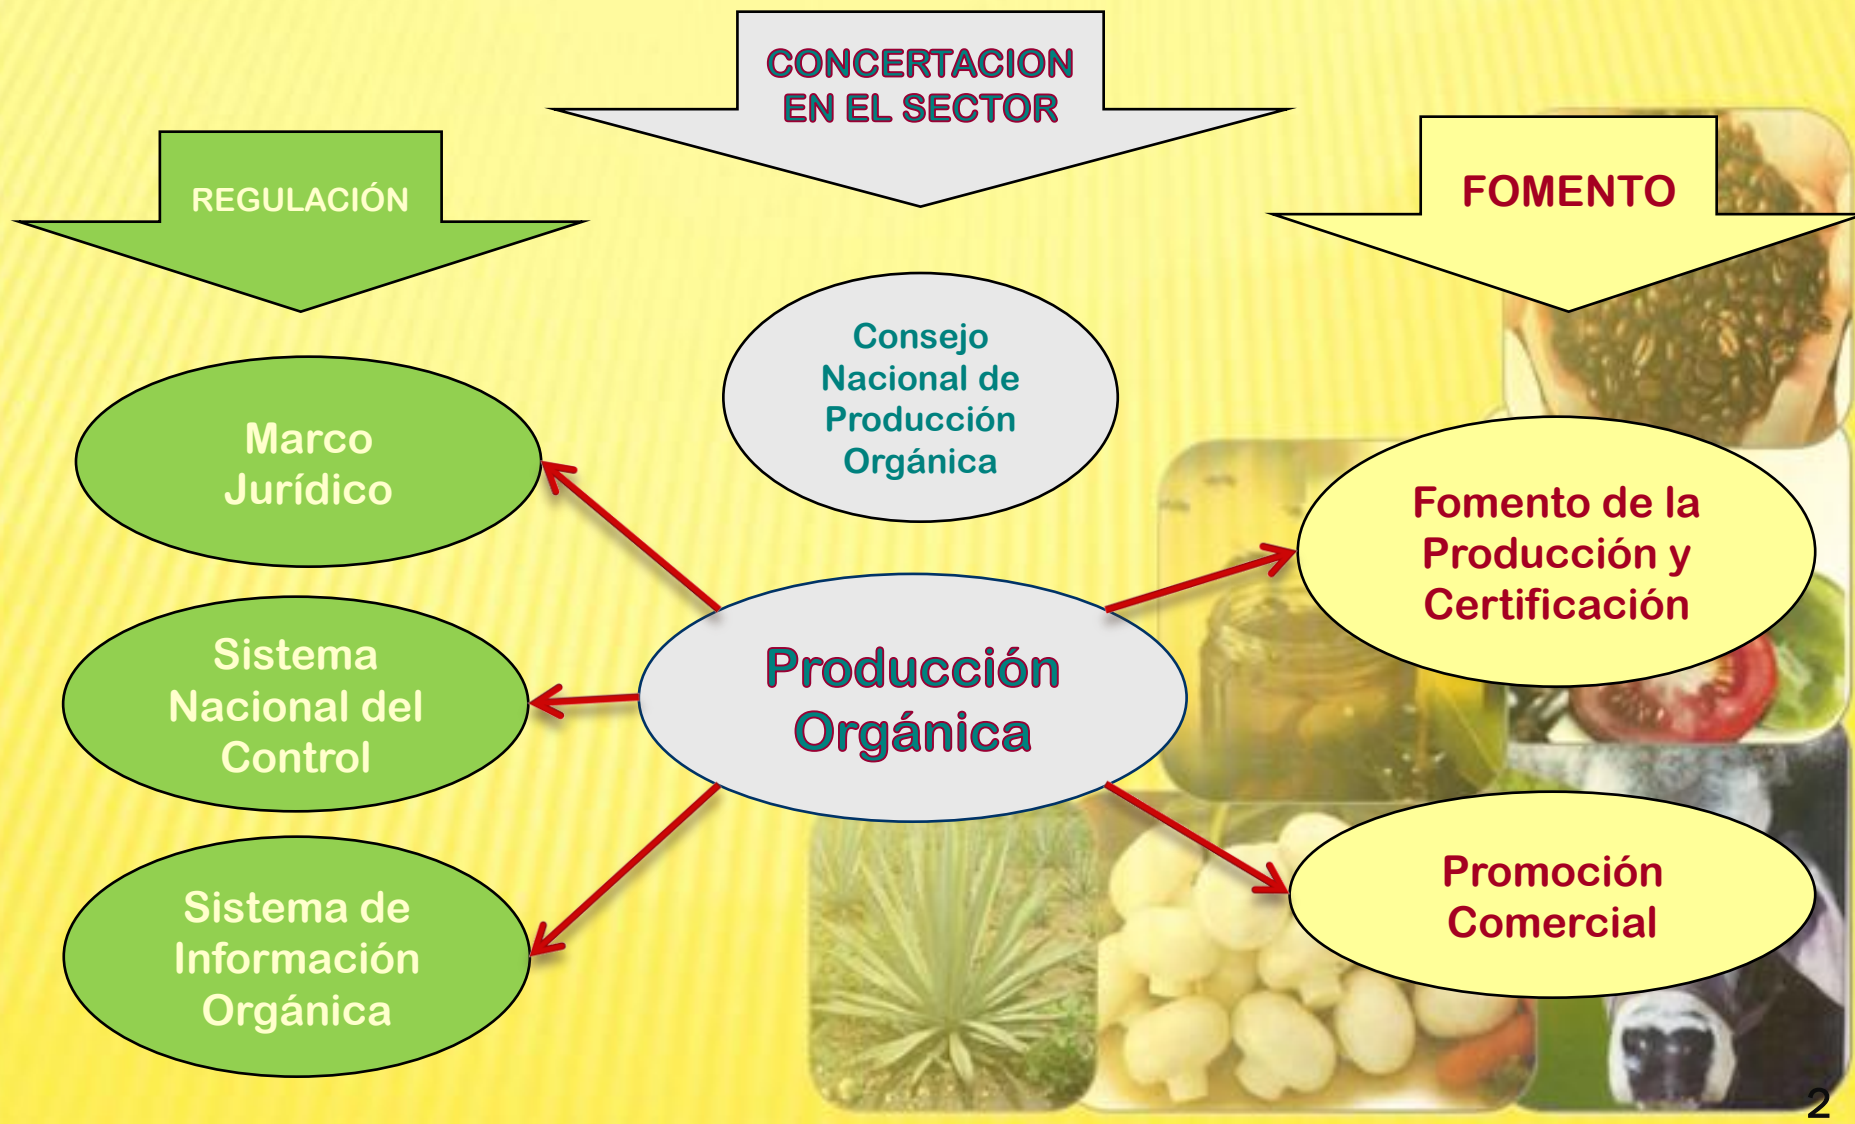 CONCERTACION
EN EL SECTOR
REGULACIÓN
FOMENTO
Consejo
Nacional de
Producción
Orgánica
Marco
Jurídico
Fomento de la
Producción y
Certificación
Sistema
Nacional del
Control
Producción
Orgánica
Promoción
Comercial
Sistema de
Información
Orgánica
2